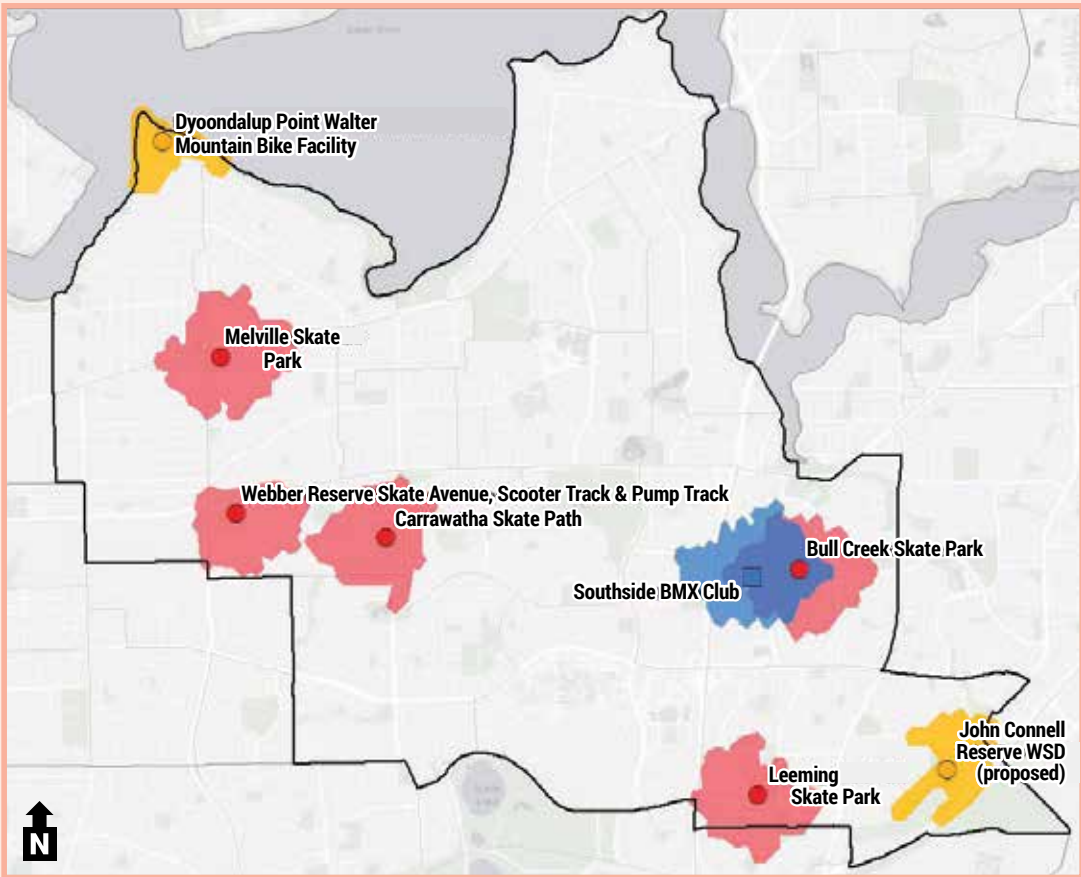 Dyoondalup Point Walter
Mountain Bike Facility
Melville Skate
Park
Webber Reserve Skate Avenue, Scooter Track & Pump Track
Carrawatha Skate Path
Bull Creek Skate Park
Southside BMX Club
John Connell
Reserve WSD
(proposed)
Leeming
Skate Park
N